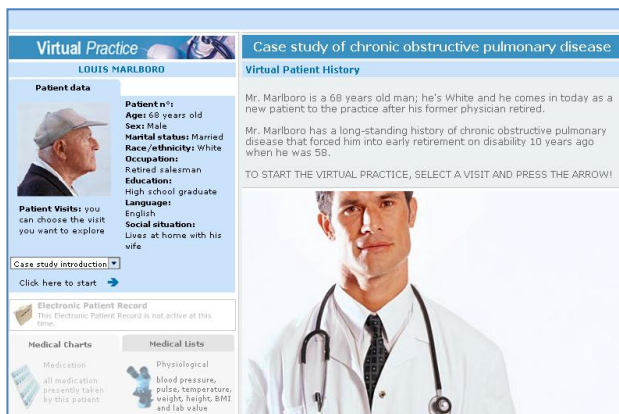 Virtual Practice
LOUIS MARLBORO
Patient data
Patient nº:
Age: 68 years old
Sex: Male
Marital status: Married
Race/ethnicity: White
Occupation:
Retired salesman
Education:
High school graduate
Language:
English
Social situation:
Lives at home with his
wife
Patient Visits: you
can choose the visit
you want to explore
Case study introduction
Click here to start
Electronic Patient Record
This Electronic Patient Record is not active at this
time.
Medical Charts
Medication
all medication
presently taken
by this patient
Medical Lists
Physiological
blood pressure,
pulse, temperature,
weight, height, BMI
and lab value
Case study of chronic obstructive pulmonary disease
Virtual Patient History
Mr. Marlboro is a 68 years old man; he's White and he comes in today as a
new patient to the practice after his former physician retired.
Mr. Marlboro has a long-standing history of chronic obstructive pulmonary
disease that forced him into early retirement on disability 10 years ago
when he was 58.
TO START THE VIRTUAL PRACTICE, SELECT A VISIT AND PRESS THE ARROW!